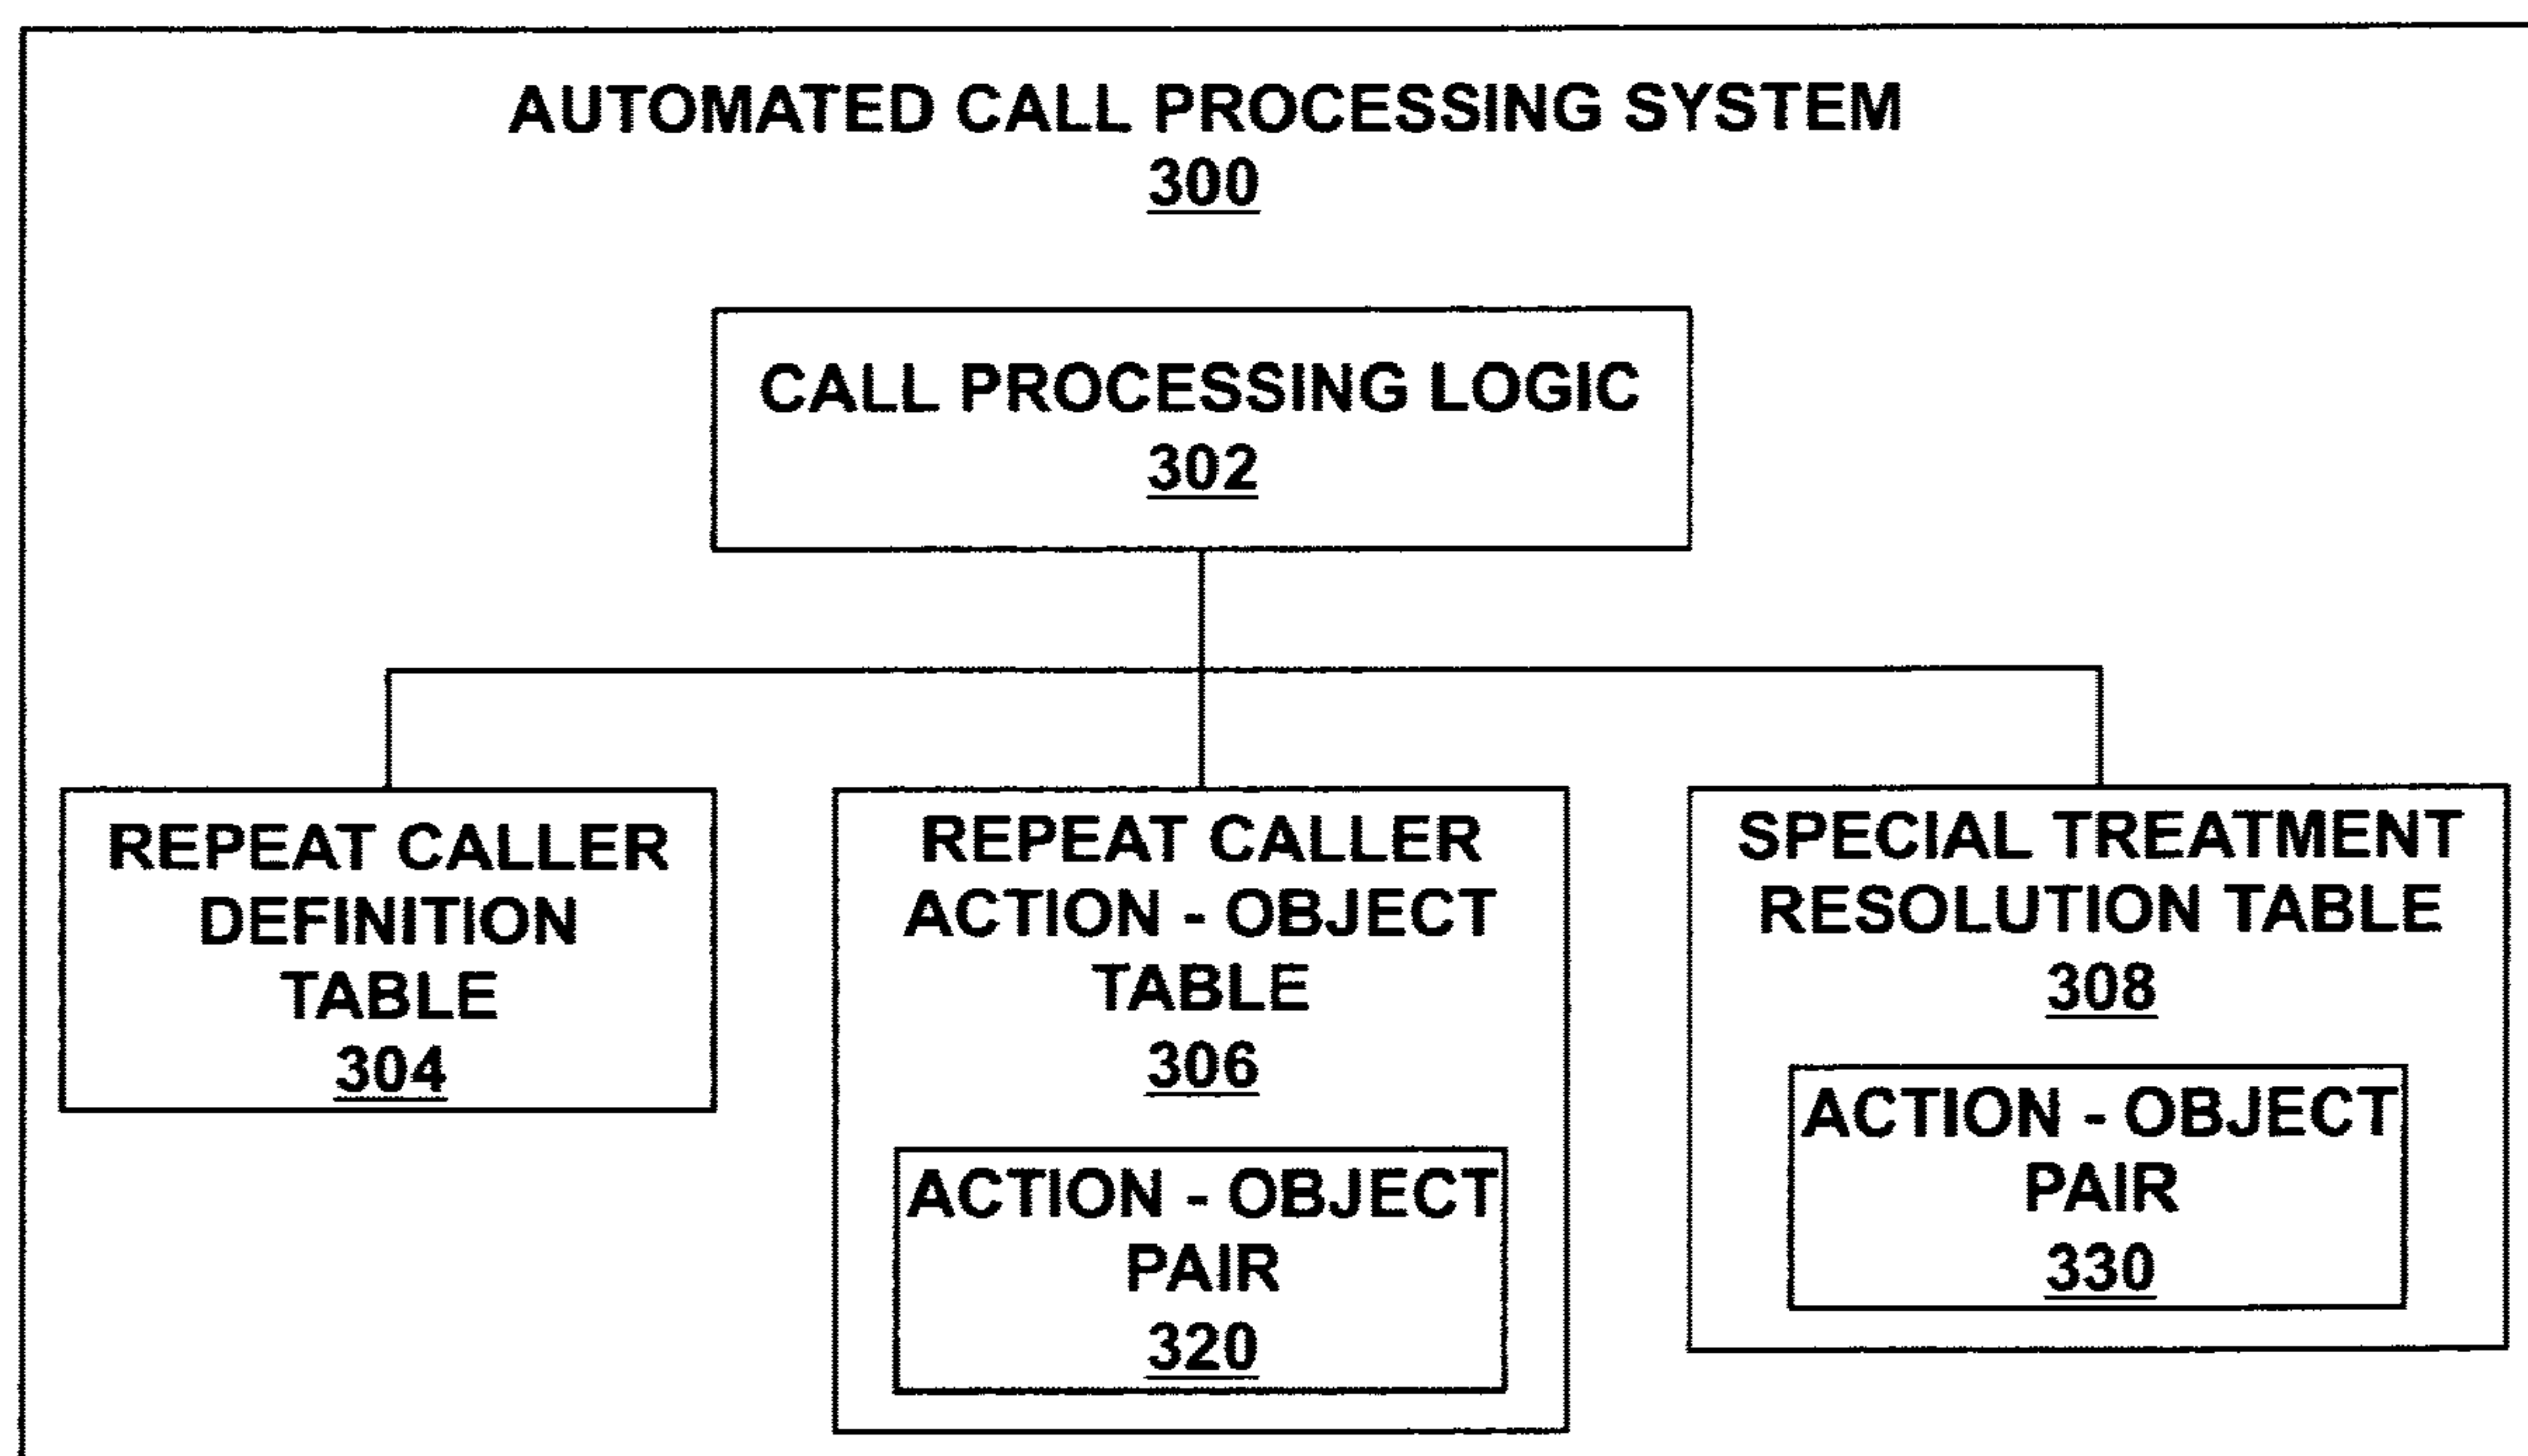 AUTOMATED CALL PROCESSING SYSTEM
300
CALL PROCESSING LOGIC
302
REPEAT CALLER
DEFINITION
TABLE
304
REPEAT CALLER
ACTION - OBJECT
TABLE
306
ACTION - OBJECT
PAIR
320
SPECIAL TREATMENT
RESOLUTION TABLE
308
ACTION - OBJECT
PAIR
330